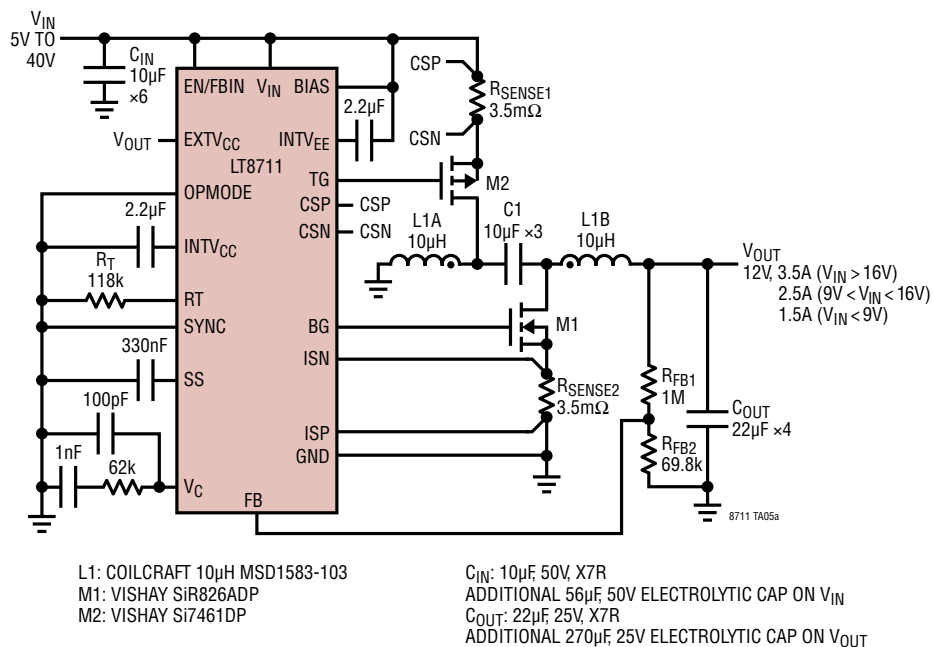 VIN
5V TO
40V
CIN
10µF
×6
EN/FBIN
VIN
BIAS
2.2µF
CSP
RSENSE1
3.5mΩ
CSN
VOUT
EXTVCC
INTVEE
LT8711
TG
M2
OPMODE
CSP
CSP
2.2µF
CSN
CSN
INTVCC
L1A
10µH
C1
10µF ×3
L1B
10µH
VOUT
12V, 3.5A (VIN > 16V)
2.5A (9V < VIN < 16V)
1.5A (VIN < 9V)
RT
118k
RT
SYNC
BG
M1
330nF
ISN
SS
RSENSE2
3.5mΩ
RFB1
1M
100pF
ISP
COUT
22µF ×4
1nF
62k
GND
RFB2
69.8k
VC
FB
8711 TA05a
L1: COILCRAFT 10µH MSD1583-103
M1: VISHAY SiR826ADP
M2: VISHAY Si7461DP
CIN: 10µF, 50V, X7R
ADDITIONAL 56µF, 50V ELECTROLYTIC CAP ON VIN
COUT: 22µF, 25V, X7R
ADDITIONAL 270µF, 25V ELECTROLYTIC CAP ON VOUT